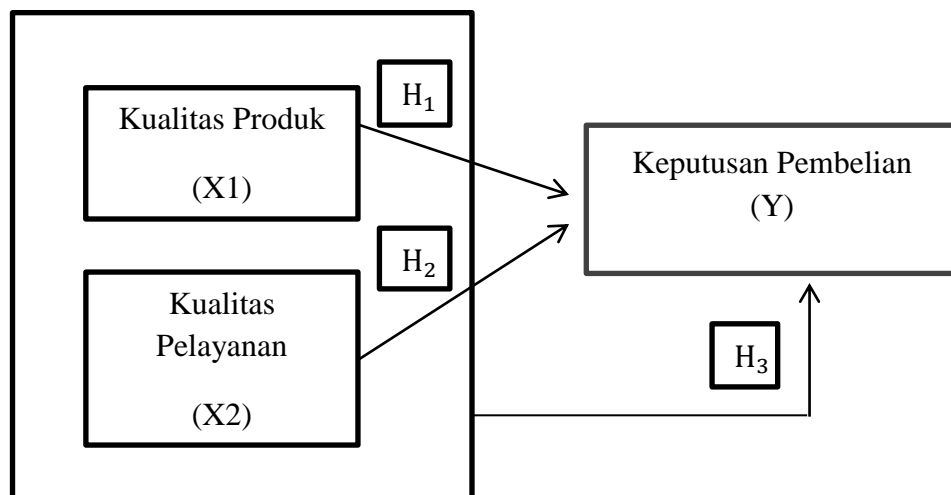 H₁
Kualitas Produk
(X1)
Keputusan Pembelian
(Y)
H₂
Kualitas
Pelayanan
(X2)
H₃